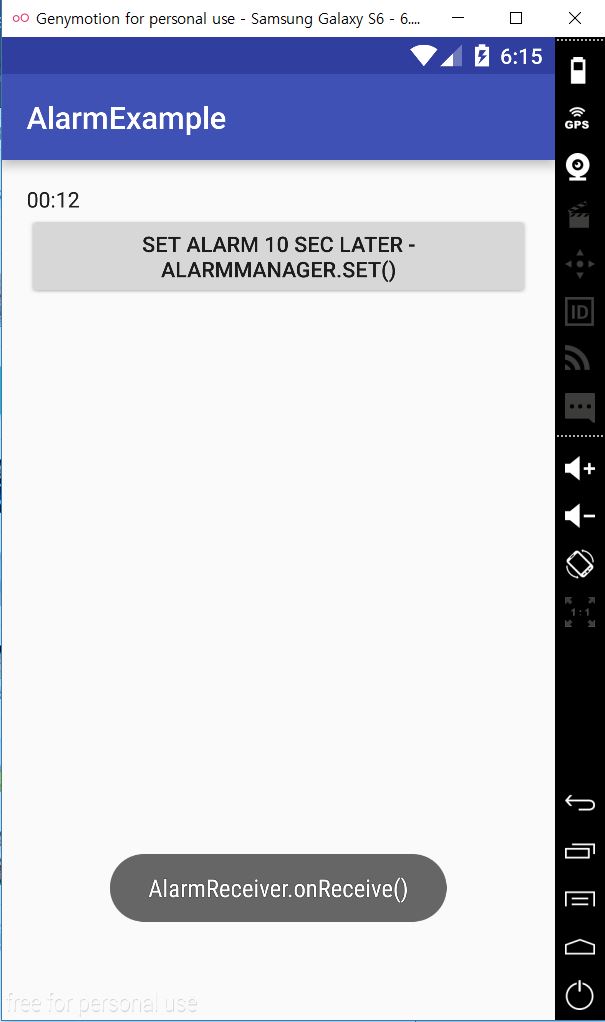 Genymotion for personal use - Samsung Galaxy S6 - 6....
6:15
AlarmExample
GPS
00:12
SET ALARM 10 SEC LATER -
ALARMMANAGER.SET()
ID
1:1
AlarmReceiver.onReceive()
free for personal use